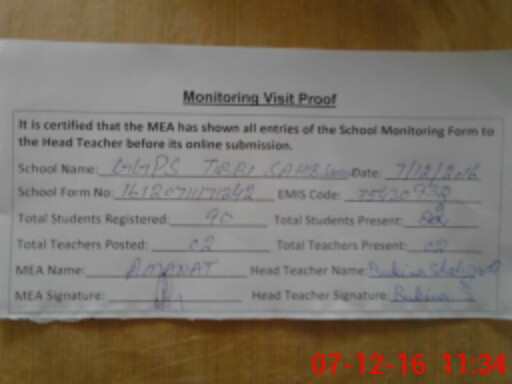 Monitoring Visit Proof
It is certified that the MEA has shown all entries of the School Monitoring Form to
the Head Teacher before its online submission.
School Name: GGPS TIBBI SAHIB Date: 7/12/2016
School Form No: EMIS Code:
Total Students Registered: 90 Total Students Present:
Total Teachers Posted: 02 Total Teachers Present: 02
MEA Name: AMANAT Head Teacher Name:
MEA Signature: Head Teacher Signature:
07-12-16 11:34